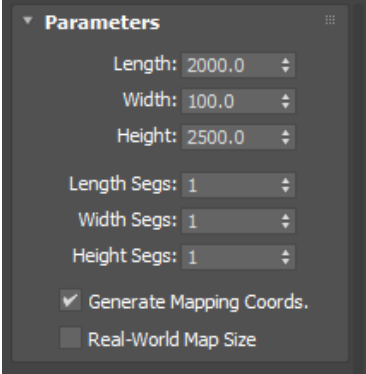 Parameters
Length: 2000.0
Width: 100.0
Height: 2500.0
Length Segs: 1
Width Segs: 1
Height Segs: 1
Generate Mapping Coords.
Real-World Map Size